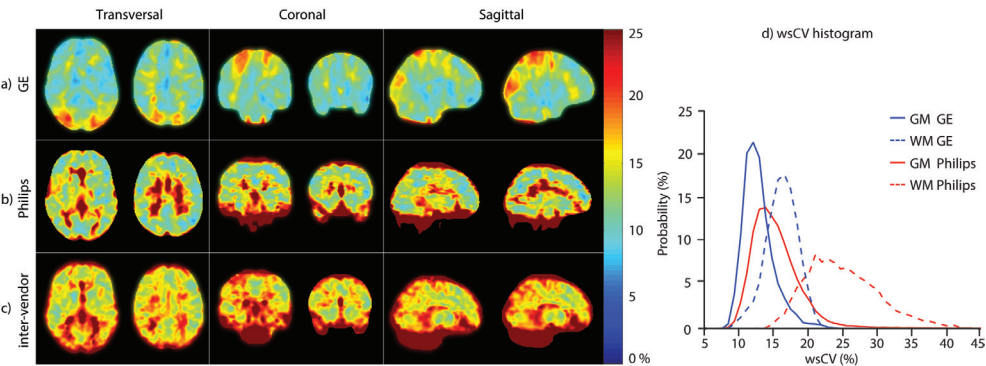 Transversal
Coronal
Sagittal
a)
GE
b)
Philips
c)
inter-vendor
25
20
15
10
5
0 %
d) wsCV histogram
GM GE
WM GE
GM Philips
WM Philips
Probability (%)
25
20
15
10
5
0
5 10 15 20 25 30 35 40 45
wsCV (%)